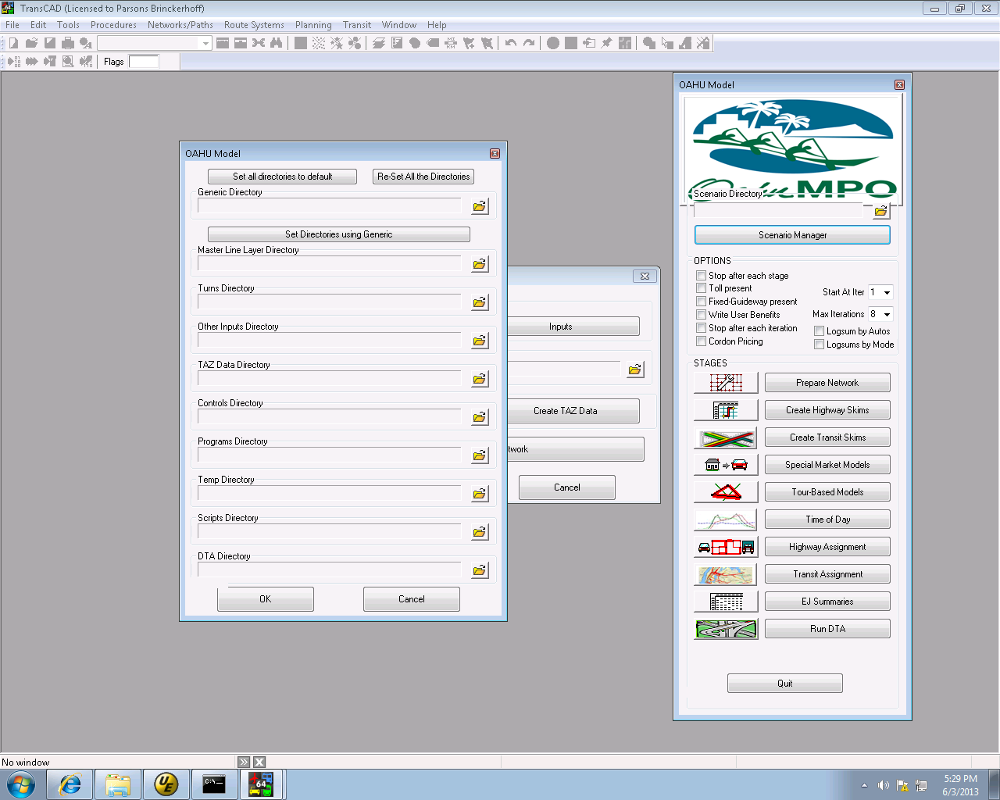 TransCAD (Licensed to Parsons Brinckerhoff)
File Edit Tools Procedures Networks/Paths Route Systems Planning Transit Window Help
Flags
OAHU Model
Set all directories to default Re-Set All the Directories
Generic Directory
Set Directories using Generic
Master Line Layer Directory
Turns Directory
Other Inputs Directory
TAZ Data Directory
Controls Directory
Programs Directory
Temp Directory
Scripts Directory
DTA Directory
OK Cancel
Inputs
Create TAZ Data
twork
Cancel
OAHU Model
OahuMPO
Scenario Directory
Scenario Manager
OPTIONS
Stop after each stage
Toll present
Fixed-Guideway present
Write User Benefits
Stop after each iteration
Cordon Pricing
Start At Iter 1
Max Iterations 8
Logsum by Autos
Logsums by Mode
STAGES
Prepare Network
Create Highway Skims
Create Transit Skims
Special Market Models
Tour-Based Models
Time of Day
Highway Assignment
Transit Assignment
EJ Summaries
Run DTA
Quit
No window
UE
C:\_
64
5:29 PM
6/3/2013